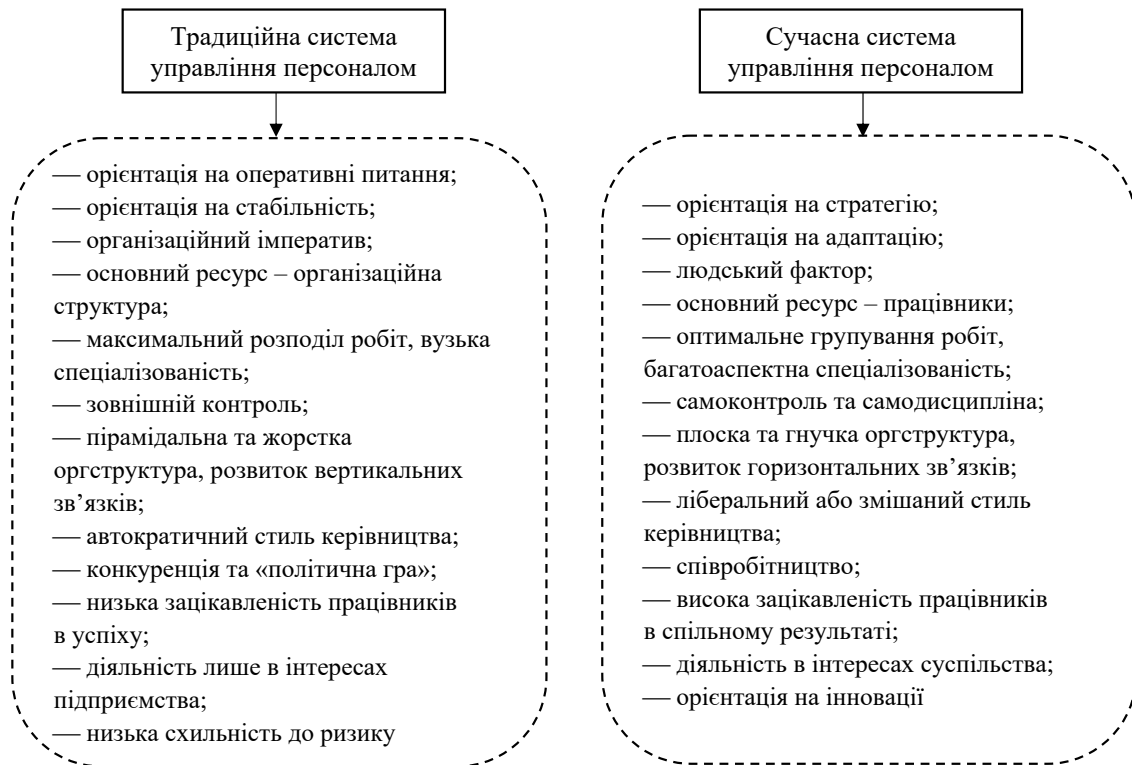 Традиційна система
управління персоналом
— орієнтація на оперативні питання;
— орієнтація на стабільність;
— організаційний імператив;
— основний ресурс – організаційна
структура;
— максимальний розподіл робіт, вузька
спеціалізованість;
— зовнішній контроль;
— пірамідальна та жорстка
оргструктура, розвиток вертикальних
зв’язків;
— автократичний стиль керівництва;
— конкуренція та «політична гра»;
— низька зацікавленість працівників
в успіху;
— діяльність лише в інтересах
підприємства;
— низька схильність до ризику
Сучасна система
управління персоналом
— орієнтація на стратегію;
— орієнтація на адаптацію;
— людський фактор;
— основний ресурс – працівники;
— оптимальне групування робіт,
багатоаспектна спеціалізованість;
— самоконтроль та самодисципліна;
— плоска та гнучка оргструктура,
розвиток горизонтальних зв’язків;
— ліберальний або змішаний стиль
керівництва;
— співробітництво;
— висока зацікавленість працівників
в спільному результаті;
— діяльність в інтересах суспільства;
— орієнтація на інновації